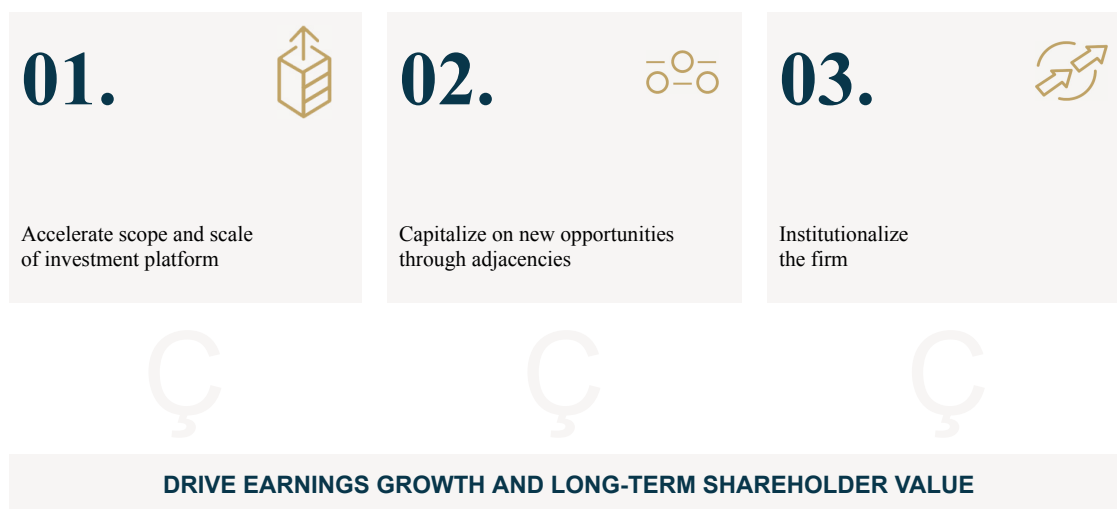 01.
02.
03.
Accelerate scope and scale
of investment platform
Capitalize on new opportunities
through adjacencies
Institutionalize
the firm
Ç
Ç
Ç
DRIVE EARNINGS GROWTH AND LONG-TERM SHAREHOLDER VALUE